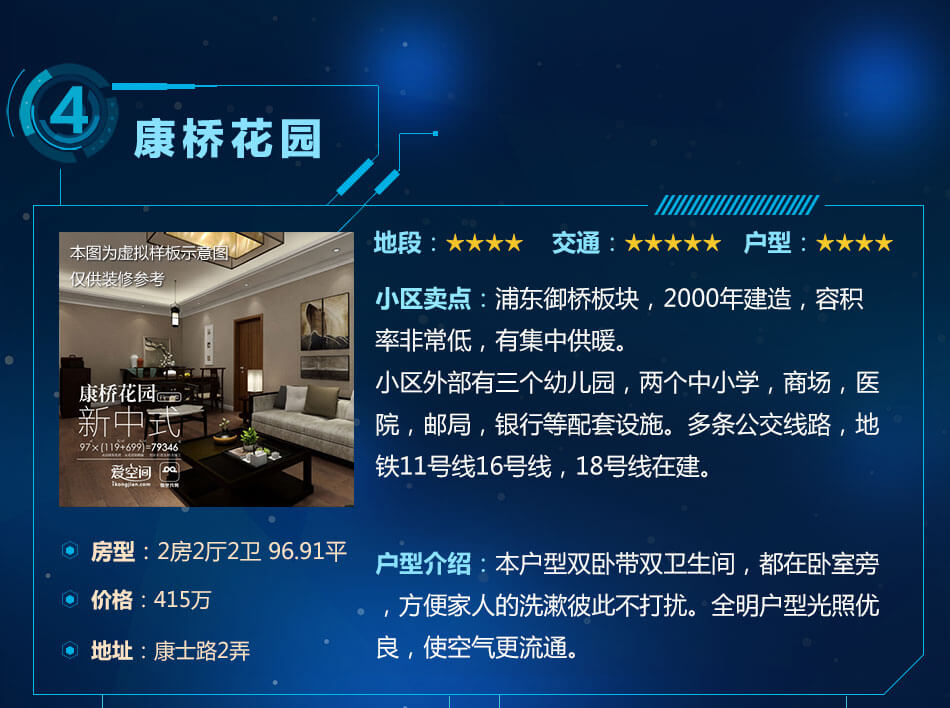 4
康桥花园
地段：★★★★ 交通：★★★★★ 户型：★★★★
本图为虚拟样板示意图
仅供装修参考
康桥花园
新中式
97×(119+699)=79346
爱空间
ikongjian.com
小区卖点：浦东御桥板块，2000年建造，容积
率非常低，有集中供暖。
小区外部有三个幼儿园，两个中小学，商场，医
院，邮局，银行等配套设施。多条公交线路，地
铁11号线16号线，18号线在建。
房型：2房2厅2卫 96.91平
价格：415万
地址：康士路2弄
户型介绍：本户型双卧带双卫生间，都在卧室旁
，方便家人的洗漱彼此不打扰。全明户型光照优
良，使空气更流通。